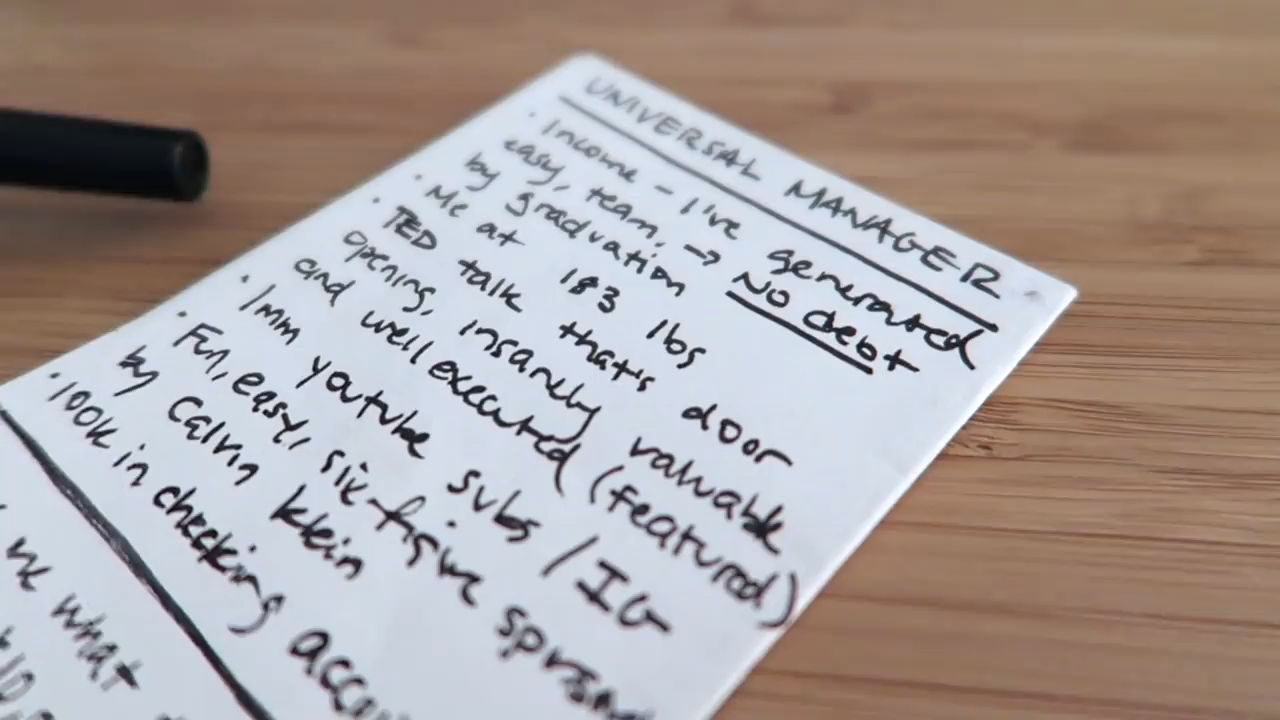 UNIVERSAL MANAGER
· Income - I've generated
easy, team, → NO debt
by graduation
· Me at 183 lbs
· TED talk that's door
opening, insanely valuable
and well executed (featured)
· 1mm youtube subs / IG
· Fun, easy, six-figure
by Calvin Klein
· 100k in checking
me what